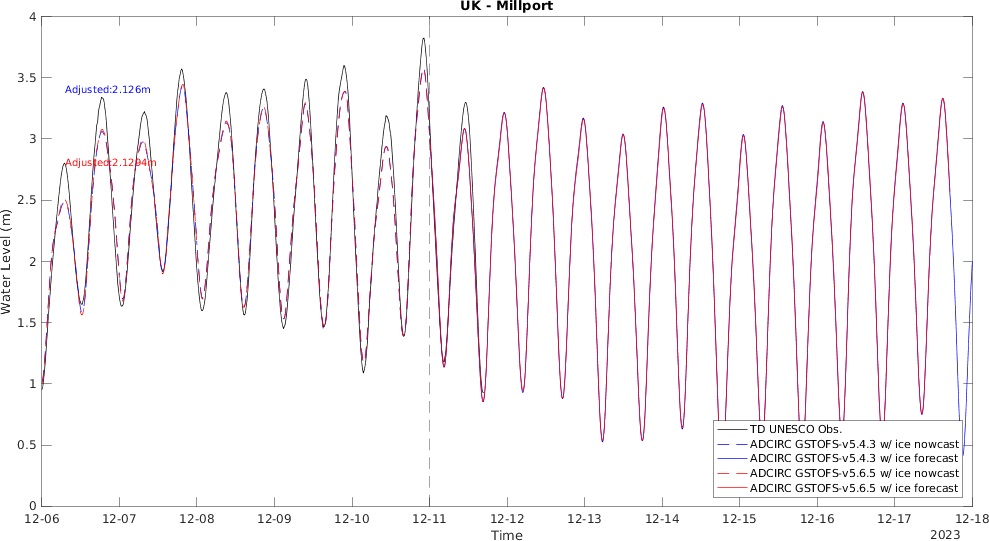 UK - Millport
4
3.5
3
2.5
2
1.5
1
0.5
0
Water Level (m)
Adjusted:2.126m
Adjusted:2.1294m
TD UNESCO Obs.
ADCIRC GSTOFS-v5.4.3 w/ ice nowcast
ADCIRC GSTOFS-v5.4.3 w/ ice forecast
ADCIRC GSTOFS-v5.6.5 w/ ice nowcast
ADCIRC GSTOFS-v5.6.5 w/ ice forecast
12-06 12-07 12-08 12-09 12-10 12-11 12-12 12-13 12-14 12-15 12-16 12-17 12-18
Time
2023